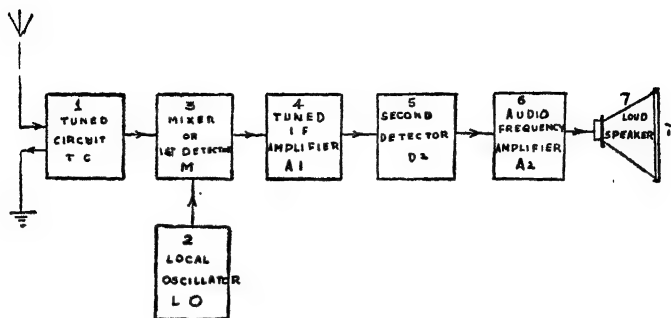 1
TUNED
CIRCUIT
T C
3
MIXER
OR
1ST DETECTOR
M
4
TUNED
I F
AMPLIFIER
A1
5
SECOND
DETECTOR
D2
6
AUDIO
FREQUENCY
AMPLIFIER
A2
7
LOUD
SPEAKER
2
LOCAL
OSCILLATOR
L O